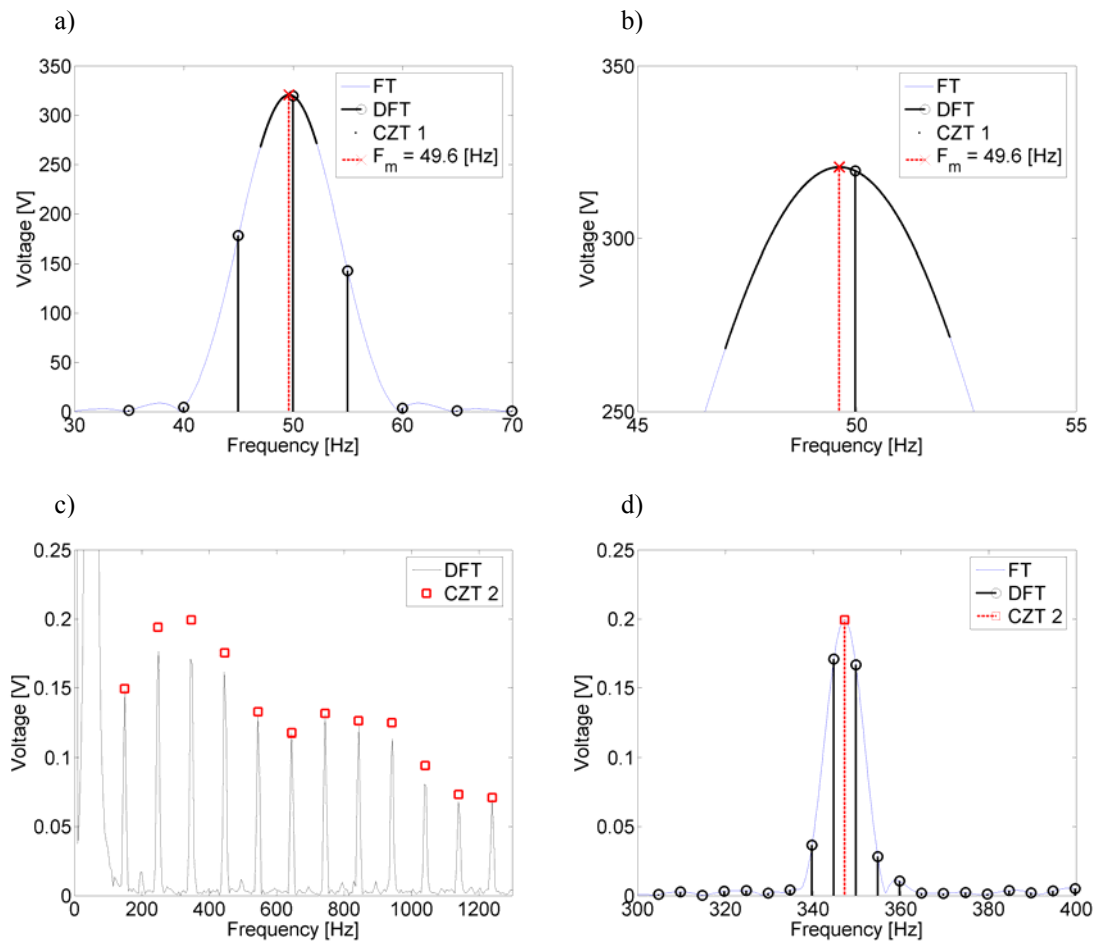 a)
350
300
250
200
150
100
50
0
Voltage [V]
30
40
50
60
70
Frequency [Hz]
FT
DFT
CZT 1
F_m = 49.6 [Hz]
b)
350
300
250
Voltage [V]
45
50
55
Frequency [Hz]
FT
DFT
CZT 1
F_m = 49.6 [Hz]
c)
0.25
0.2
0.15
0.1
0.05
0
Voltage [V]
0
200
400
600
800
1000
1200
Frequency [Hz]
DFT
CZT 2
d)
0.25
0.2
0.15
0.1
0.05
0
Voltage [V]
300
320
340
360
380
400
Frequency [Hz]
FT
DFT
CZT 2